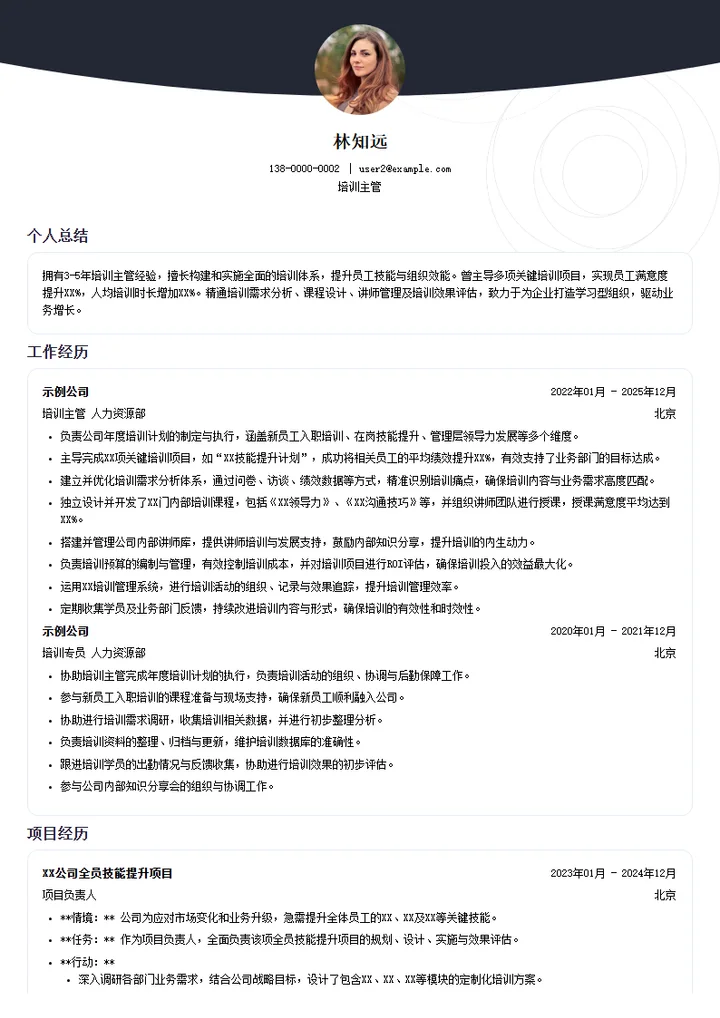 林知远
138-0000-0002 | user2@example.com
培训主管
个人总结
拥有3-5年培训主管经验，擅长构建和实施全面的培训体系，提升员工技能与组织效能。曾主导多项关键培训项目，实现员工满意度
提升XX%，人均培训时长增加XX%。精通培训需求分析、课程设计、讲师管理及培训效果评估，致力于为企业打造学习型组织，驱动业
务增长。
工作经历
示例公司 2022年01月 - 2025年12月
培训主管 人力资源部 北京
• 负责公司年度培训计划的制定与执行，涵盖新员工入职培训、在岗技能提升、管理层领导力发展等多个维度。
• 主导完成XX项关键培训项目，如“XX技能提升计划”，成功将相关员工的平均绩效提升XX%，有效支持了业务部门的目标达成。
• 建立并优化培训需求分析体系，通过问卷、访谈、绩效数据等方式，精准识别培训痛点，确保培训内容与业务需求高度匹配。
• 独立设计并开发了XX门内部培训课程，包括《XX领导力》、《XX沟通技巧》等，并组织讲师团队进行授课，授课满意度平均达到
XX%。
• 搭建并管理公司内部讲师库，提供讲师培训与发展支持，鼓励内部知识分享，提升培训的内生动力。
• 负责培训预算的编制与管理，有效控制培训成本，并对培训项目进行ROI评估，确保培训投入的效益最大化。
• 运用XX培训管理系统，进行培训活动的组织、记录与效果追踪，提升培训管理效率。
• 定期收集学员及业务部门反馈，持续改进培训内容与形式，确保培训的有效性和时效性。
示例公司 2020年01月 - 2021年12月
培训专员 人力资源部 北京
• 协助培训主管完成年度培训计划的执行，负责培训活动的组织、协调与后勤保障工作。
• 参与新员工入职培训的课程准备与现场支持，确保新员工顺利融入公司。
• 协助进行培训需求调研，收集培训相关数据，并进行初步整理分析。
• 负责培训资料的整理、归档与更新，维护培训数据库的准确性。
• 跟进培训学员的出勤情况与反馈收集，协助进行培训效果的初步评估。
• 参与公司内部知识分享会的组织与协调工作。
项目经历
XX公司全员技能提升项目 2023年01月 - 2024年12月
项目负责人 北京
• **情境：** 公司为应对市场变化和业务升级，急需提升全体员工的XX、XX及XX等关键技能。
• **任务：** 作为项目负责人，全面负责该项全员技能提升项目的规划、设计、实施与效果评估。
• **行动：**
• 深入调研各部门业务需求，结合公司战略目标，设计了包含XX、XX、XX等模块的定制化培训方案。